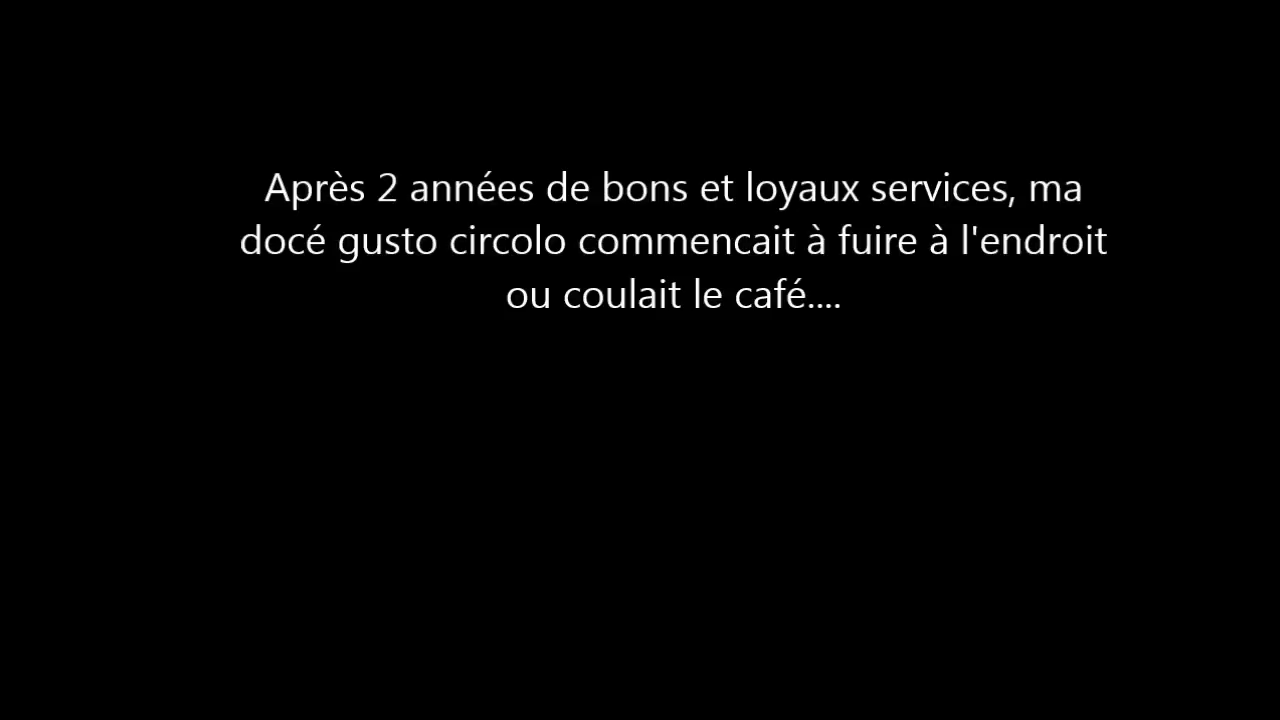 Après 2 années de bons et loyaux services, ma
docé gusto circolo commencait à fuire à l'endroit
ou coulait le café....